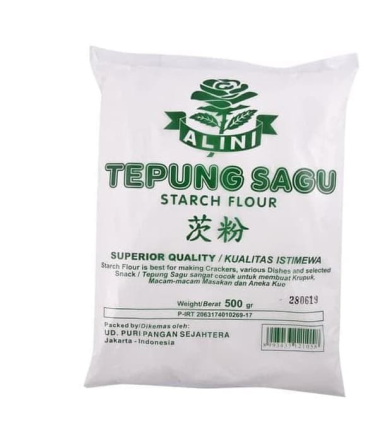 ALINI
TEPUNG SAGU
STARCH FLOUR
茨粉
SUPERIOR QUALITY / KUALITAS ISTIMEWA
Starch Flour is best for making Crackers, various Dishes and selected
Snack / Tepung Sagu sangat cocok untuk membuat Krupuk,
Macam-macam Masakan dan Aneka Kue
Weight/Berat 500 gr
280619
P-IRT 2063174010269-17
Packed by/Dikemas oleh:
UD. PURI PANGAN SEJAHTERA
Jakarta - Indonesia